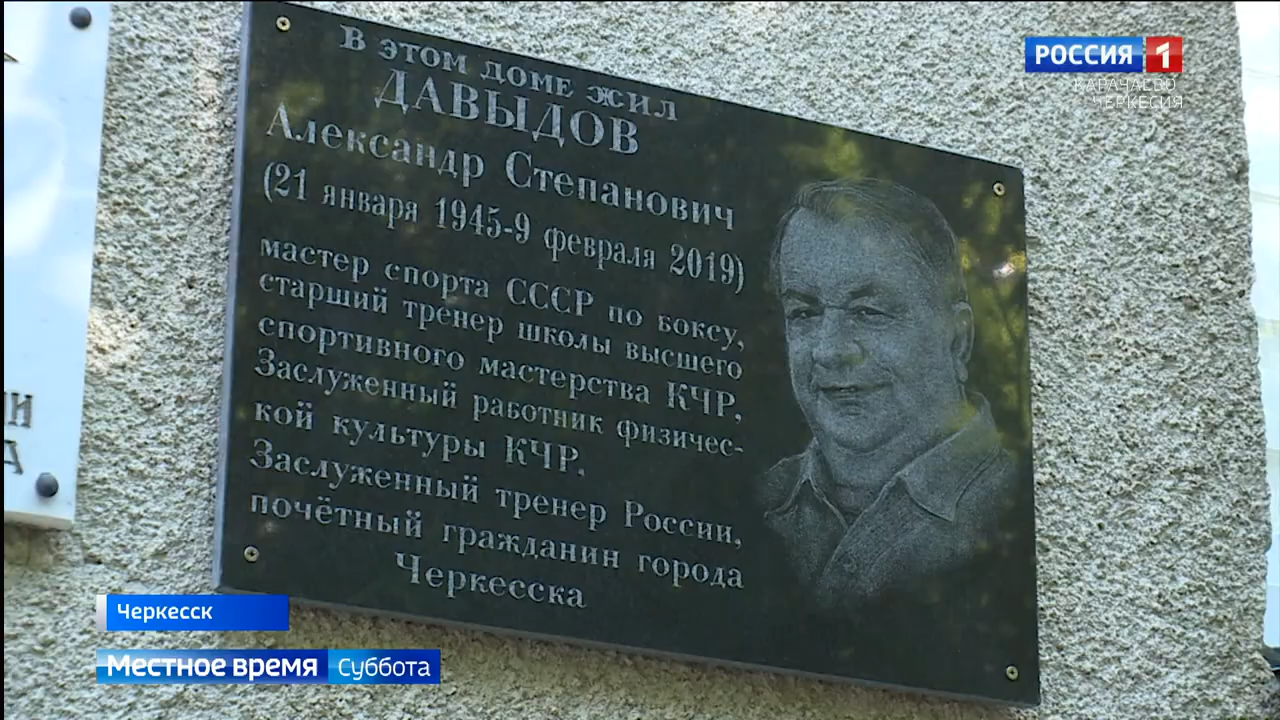 В этом доме жил
ДАВЫДОВ
Александр Степанович
(21 января 1945-9 февраля 2019)
мастер спорта СССР по боксу,
старший тренер школы высшего
спортивного мастерства КЧР,
Заслуженный работник физичес-
кой культуры КЧР,
Заслуженный тренер России,
почётный гражданин города
Черкесска
РОССИЯ 1
КАРАЧАЕВО
ЧЕРКЕСИЯ
Черкесск
Местное время Суббота